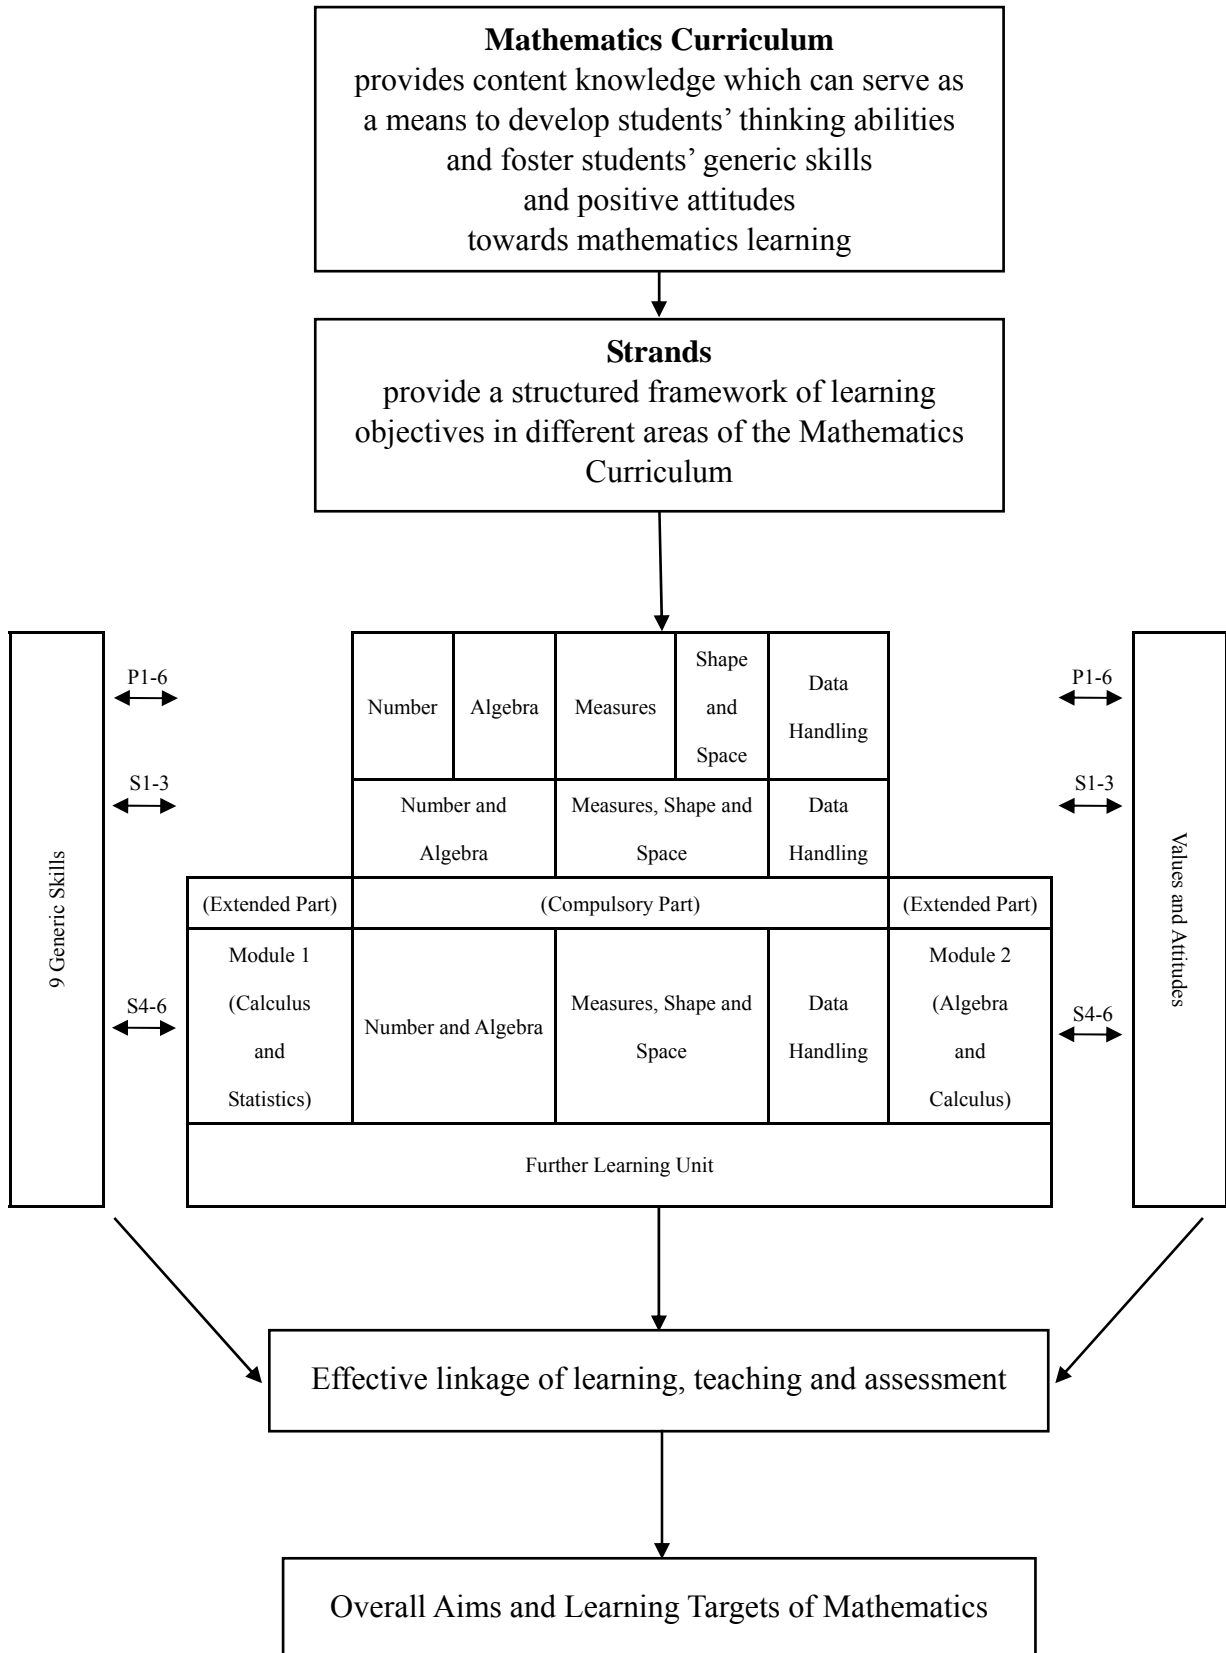 Mathematics Curriculum
provides content knowledge which can serve as
a means to develop students’ thinking abilities
and foster students’ generic skills
and positive attitudes
towards mathematics learning
Strands
provide a structured framework of learning
objectives in different areas of the Mathematics
Curriculum
9 Generic Skills
P1-6
S1-3
S4-6
Number
Algebra
Measures
Shape
and
Space
Data
Handling
Number and
Algebra
Measures, Shape and
Space
Data
Handling
(Extended Part)
(Compulsory Part)
(Extended Part)
Module 1
(Calculus
and
Statistics)
Number and Algebra
Measures, Shape and
Space
Data
Handling
Module 2
(Algebra
and
Calculus)
Further Learning Unit
P1-6
S1-3
S4-6
Values and Attitudes
Effective linkage of learning, teaching and assessment
Overall Aims and Learning Targets of Mathematics